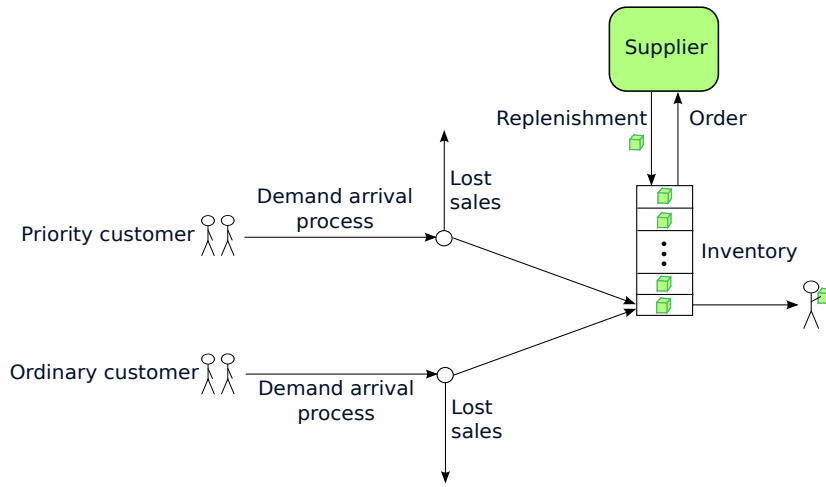 Supplier
Replenishment
Order
Lost
sales
Demand arrival
process
Priority customer
Inventory
Ordinary customer
Demand arrival
process
Lost
sales